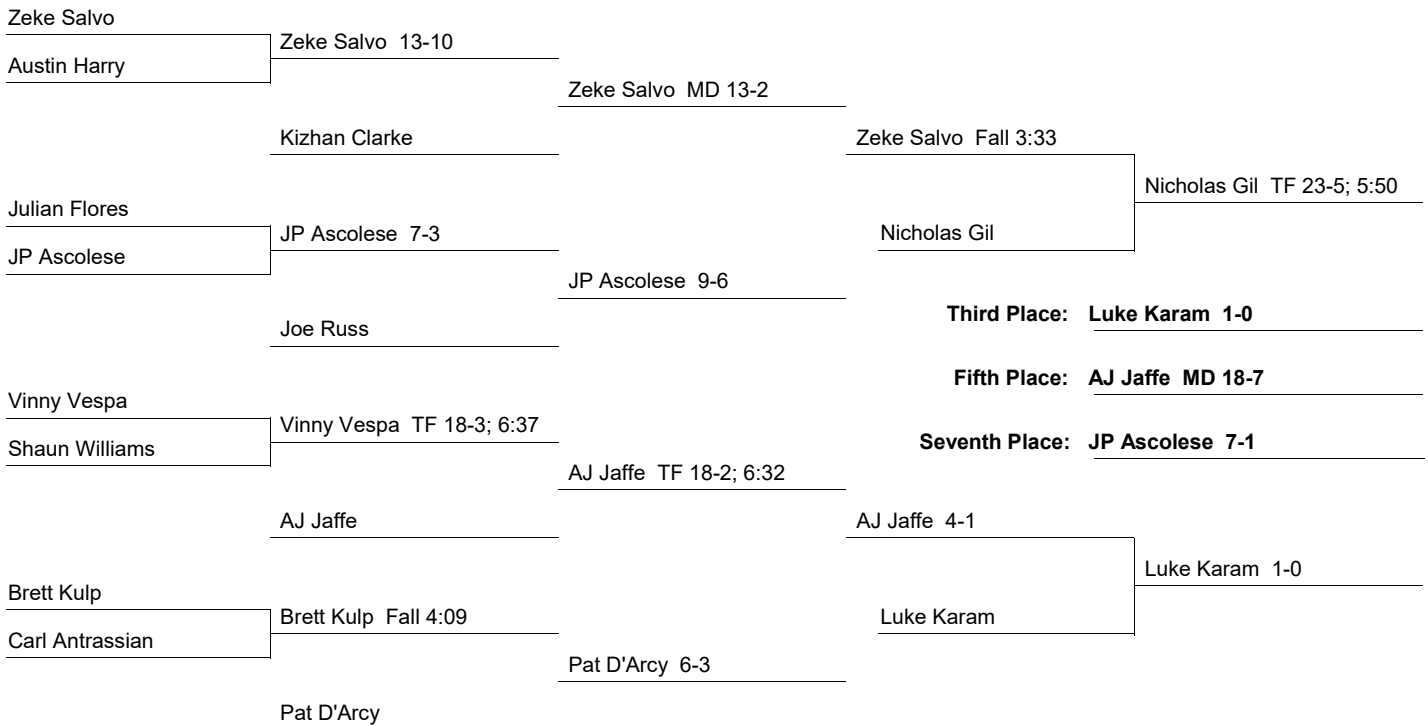 Zeke Salvo
Zeke Salvo  13-10
Austin Harry
Zeke Salvo  MD 13-2
Kizhan Clarke
Zeke Salvo  Fall 3:33
Nicholas Gil  TF 23-5; 5:50
Julian Flores
JP Ascolese  7-3
Nicholas Gil
JP Ascolese
JP Ascolese  9-6
Third Place:  Luke Karam  1-0
Joe Russ
Fifth Place:  AJ Jaffe  MD 18-7
Vinny Vespa
Vinny Vespa  TF 18-3; 6:37
Shaun Williams
Seventh Place:  JP Ascolese  7-1
AJ Jaffe  TF 18-2; 6:32
AJ Jaffe
AJ Jaffe  4-1
Luke Karam  1-0
Brett Kulp
Brett Kulp  Fall 4:09
Luke Karam
Carl Antrassian
Pat D'Arcy  6-3
Pat D'Arcy